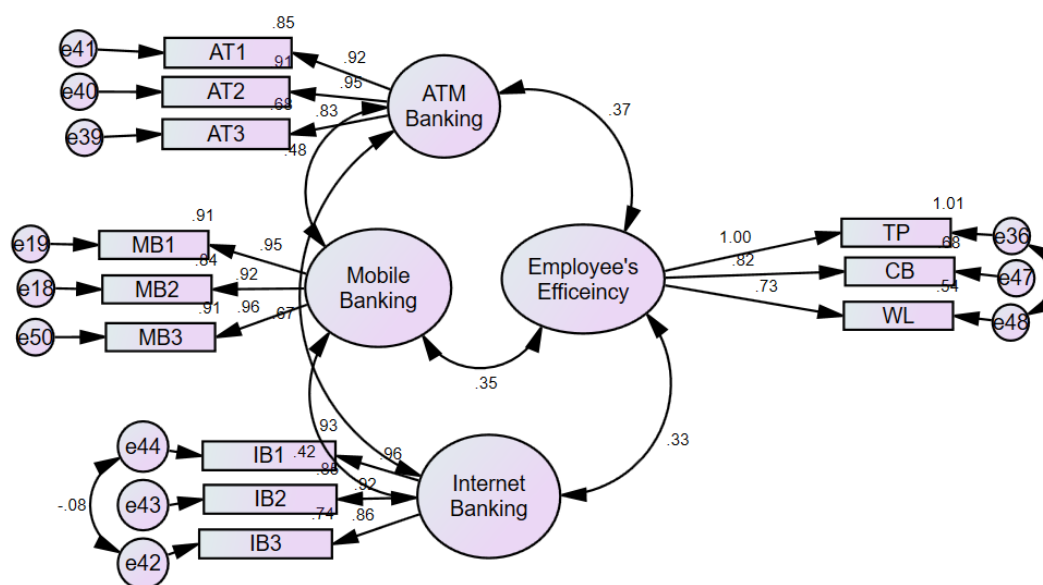 .85
e41
AT1
.92
.91
e40
AT2
.95
ATM
Banking
.68
e39
AT3
.83
.48
.37
.91
e19
MB1
.95
.84
e18
MB2
.92
Mobile
Banking
.91
.96
.67
e50
MB3
.35
Employee's
Efficeincy
1.00
.82
.73
1.01
TP
e36
.68
CB
e47
.54
WL
e48
.33
.93
e44
IB1
.42
.96
.85
-.08
e43
IB2
.92
Internet
Banking
.74
.86
e42
IB3